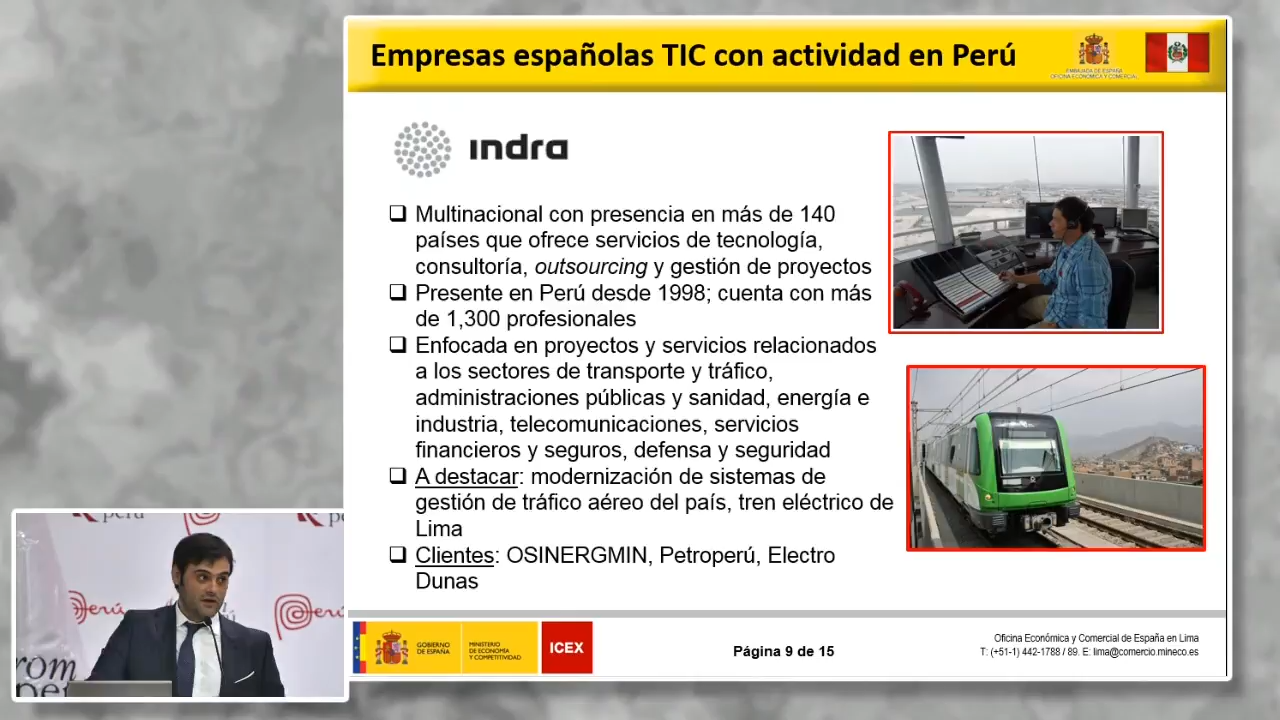 Empresas españolas TIC con actividad en Perú
EMBAJADA DE ESPAÑA
OFICINA ECONÓMICA Y COMERCIAL
indra
Multinacional con presencia en más de 140
países que ofrece servicios de tecnología,
consultoría, outsourcing y gestión de proyectos
Presente en Perú desde 1998; cuenta con más
de 1,300 profesionales
Enfocada en proyectos y servicios relacionados
a los sectores de transporte y tráfico,
administraciones públicas y sanidad, energía e
industria, telecomunicaciones, servicios
financieros y seguros, defensa y seguridad
A destacar: modernización de sistemas de
gestión de tráfico aéreo del país, tren eléctrico de
Lima
Clientes: OSINERGMIN, Petroperú, Electro
Dunas
GOBIERNO
DE ESPAÑA
MINISTERIO
DE ECONOMÍA
Y COMPETITIVIDAD
ICEX
Página 9 de 15
Oficina Económica y Comercial de España en Lima
T: (+51-1) 442-1788 / 89. E: lima@comercio.mineco.es
perú
Perú
Perú
rom
perú